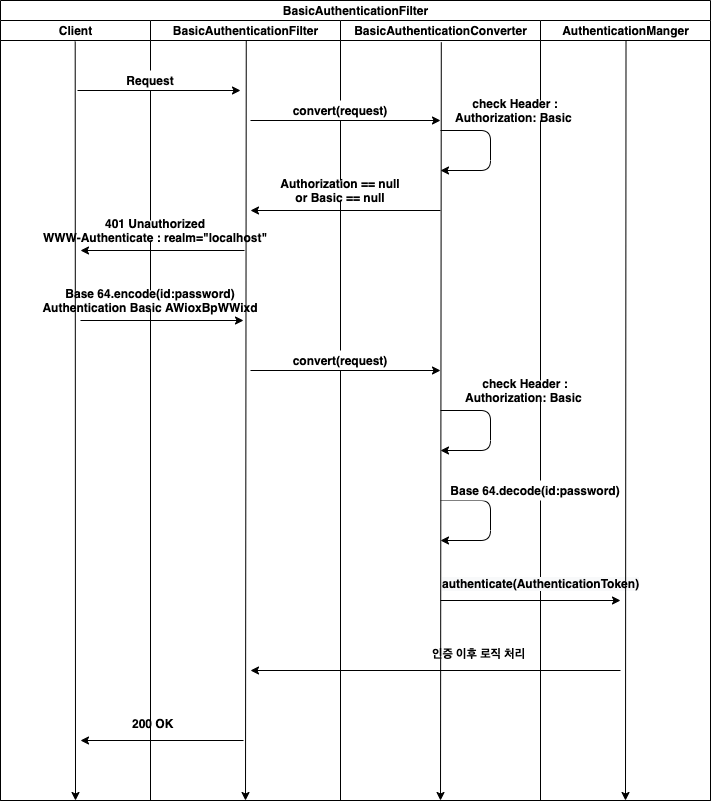 BasicAuthenticationFilter
Client
BasicAuthenticationFilter
BasicAuthenticationConverter
AuthenticationManger
Request
convert(request)
check Header :
Authorization: Basic
Authorization == null
or Basic == null
401 Unauthorized
WWW-Authenticate : realm="localhost"
Base 64.encode(id:password)
Authentication Basic AWioxBpWWixd
convert(request)
check Header :
Authorization: Basic
Base 64.decode(id:password)
authenticate(AuthenticationToken)
인증 이후 로직 처리
200 OK